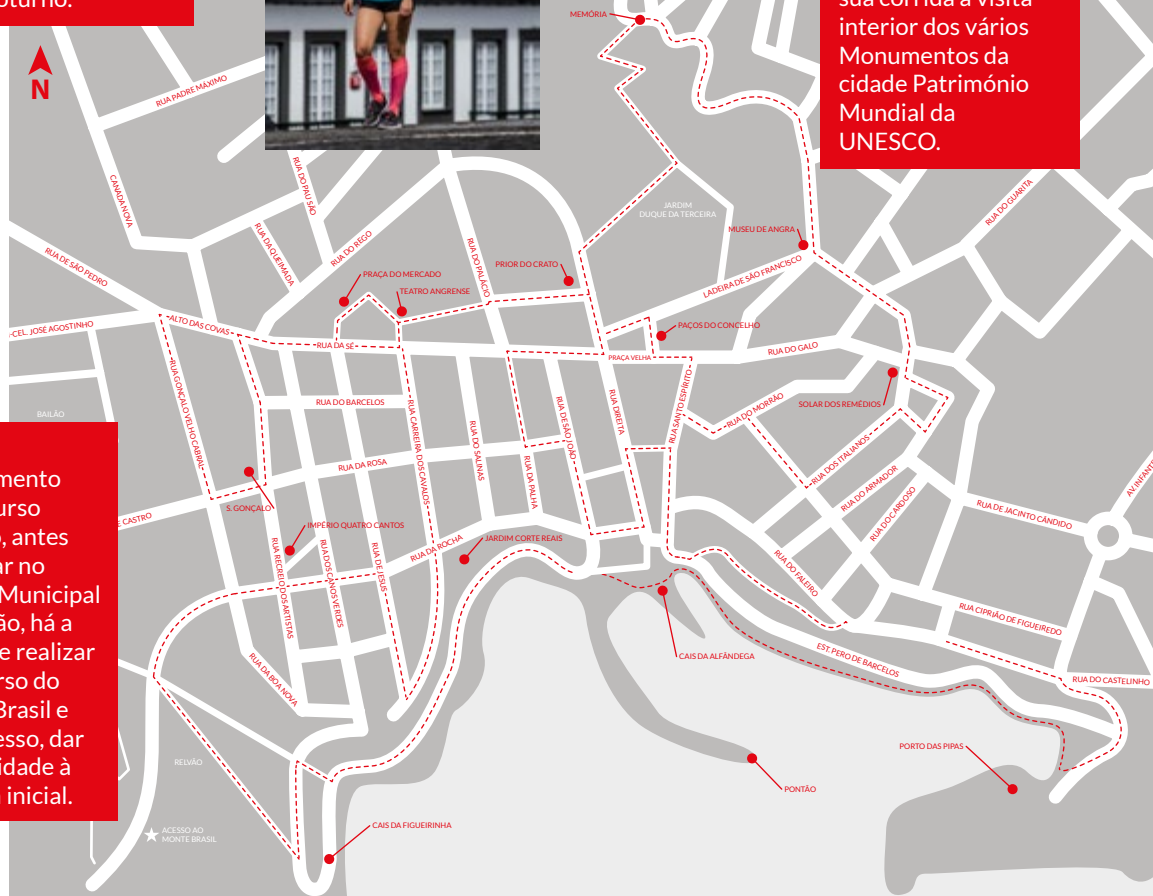 oturno.
MEMÓRIA
sua corrida à visita
interior dos vários
Monumentos da
cidade Património
Mundial da
UNESCO.
N
RUA PADRE MÁXIMO
CANADA NOVA
RUA DO PAU SÃO
RUA DA QUEIMADA
RUA DO REGO
RUA DE SÃO PEDRO
RUA DO PALÁCIO
PRIOR DO CRATO
JARDIM
DUQUE DA TERCEIRA
MUSEU DE ANGRA
RUA DO GUARITA
LADEIRA DE SÃO FRANCISCO
PRAÇA DO MERCADO
TEATRO ANGRENSE
-CEL. JOSÉ AGOSTINHO
ALTO DAS COVAS
RUA DA SÉ
PAÇOS DO CONCELHO
PRAÇA VELHA
RUA DO GALO
RUA GONÇALO VELHO CABRAL
RUA DO BARCELOS
RUA CARREIRA DOS CAVALOS
RUA DO SALINAS
RUA DA PALHA
RUA DE SÃO JOÃO
RUA DIREITA
RUA SANTO ESPÍRITO
RUA DO MORRÃO
SOLAR DOS REMÉDIOS
BAILÃO
RUA DA ROSA
RUA DOS ITALIANOS
RUA DO ARMADOR
RUA DO CARDOSO
AV. INFANTE
RUA DE JACINTO CÂNDIDO
E CASTRO
S. GONÇALO
IMPÉRIO QUATRO CANTOS
RUA DA ROCHA
JARDIM CORTE REAIS
RUA RECREIO DOS ARTISTAS
RUA DOS CANOS VERDES
RUA DE JESUS
RUA DO FALEIRO
RUA CIPRIÃO DE FIGUEIREDO
mento
urso
o, antes
ar no
Municipal
ão, há a
e realizar
rso do
Brasil e
esso, dar
idade à
inicial.
RUA DA BOA NOVA
CAIS DA ALFÂNDEGA
EST. PERO DE BARCELOS
RUA DO CASTELINHO
RELVÃO
PORTO DAS PIPAS
PONTÃO
CAIS DA FIGUEIRINHA
ACESSO AO
MONTE BRASIL